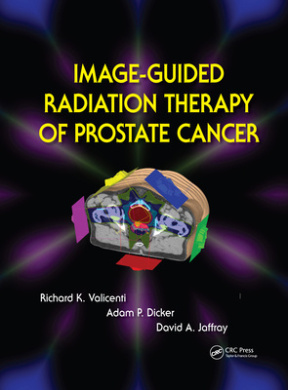 IMAGE-GUIDED
RADIATION THERAPY
OF PROSTATE CANCER
Richard K. Valicenti
Adam P. Dicker
David A. Jaffray
CRC Press
Taylor & Francis Group